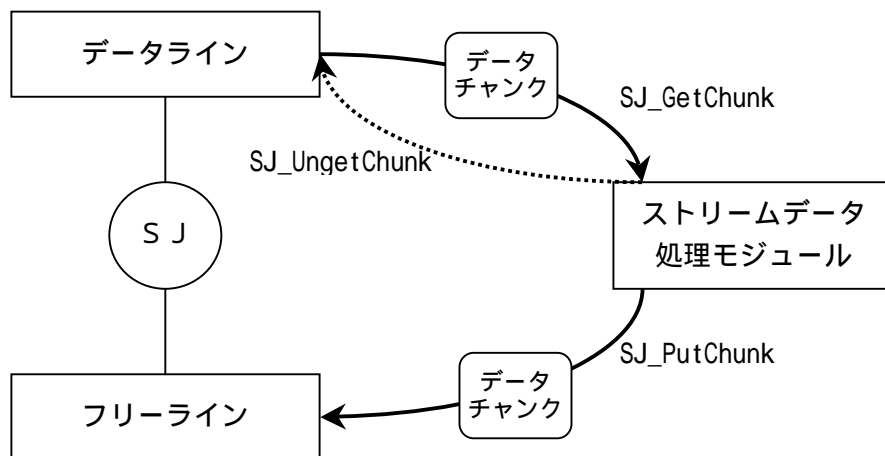 データライン
データ
チャンク
SJ_GetChunk
SJ_UngetChunk
ＳＪ
ストリームデータ
処理モジュール
SJ_PutChunk
データ
チャンク
フリーライン